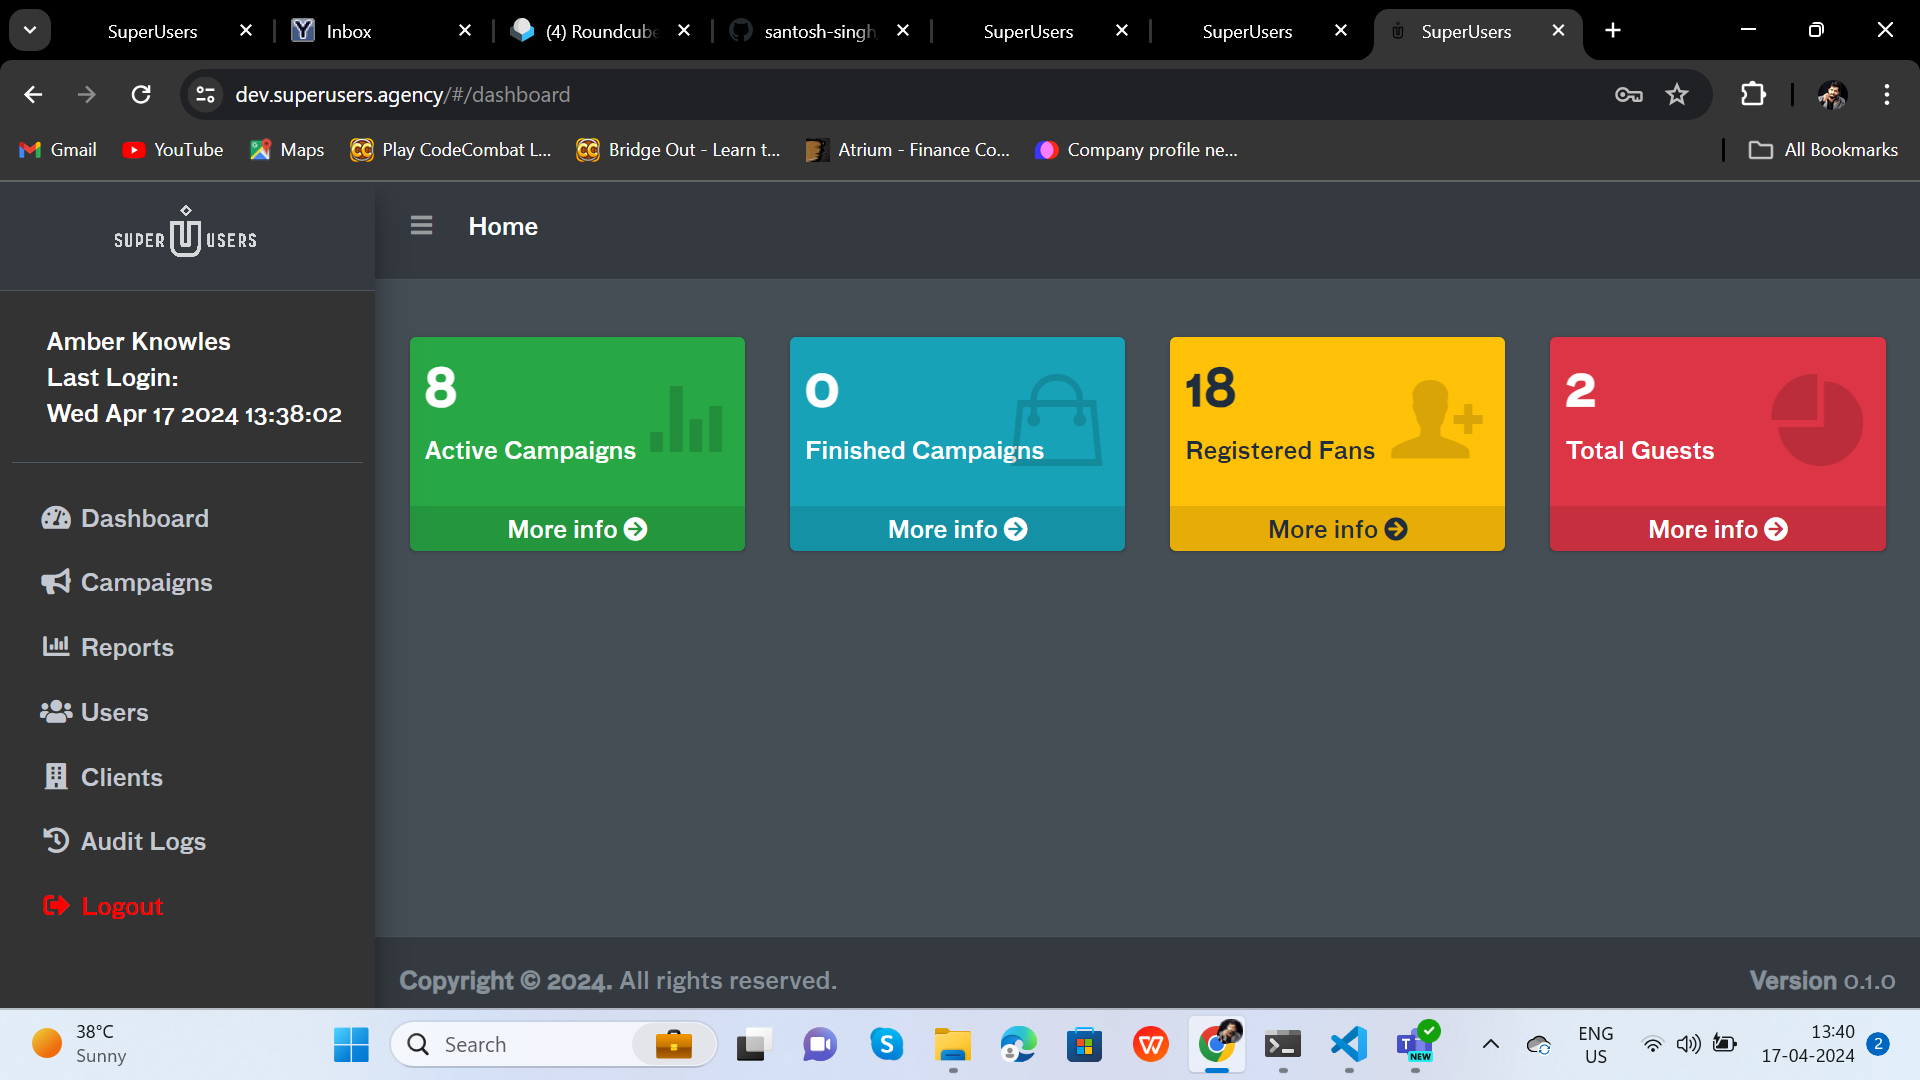 SuperUsers
Inbox
(4) Roundcube
santosh-singh
SuperUsers
SuperUsers
SuperUsers
dev.superusers.agency/#/dashboard
Gmail
YouTube
Maps
Play CodeCombat L...
Bridge Out - Learn t...
Atrium - Finance Co...
Company profile ne...
All Bookmarks
SUPER U USERS
Home
Amber Knowles
Last Login:
Wed Apr 17 2024 13:38:02
Dashboard
Campaigns
Reports
Users
Clients
Audit Logs
Logout
8
Active Campaigns
More info
0
Finished Campaigns
More info
18
Registered Fans
More info
2
Total Guests
More info
Copyright © 2024. All rights reserved.
Version 0.1.0
38°C
Sunny
Search
NEW
ENG
US
13:40
17-04-2024
2